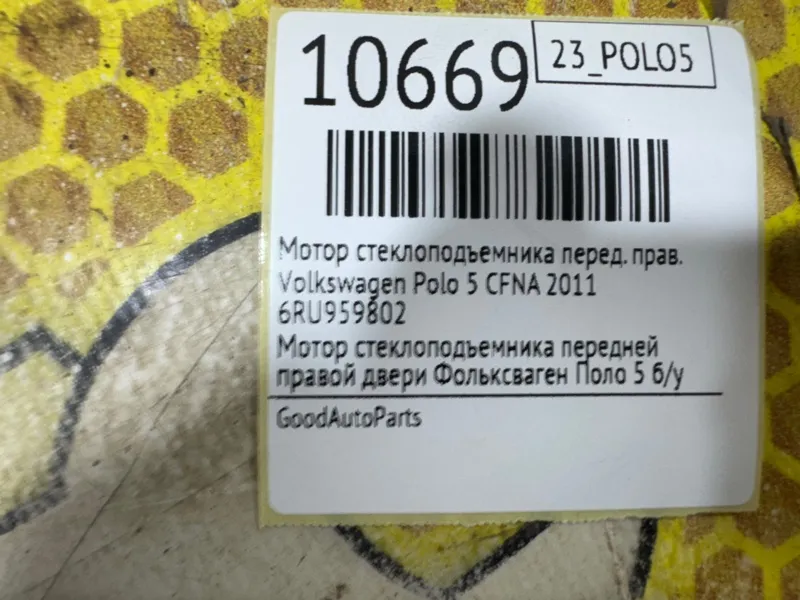 10669
23_POLO5
Мотор стеклоподъемника перед. прав.
Volkswagen Polo 5 CFNA 2011
6RU959802
Мотор стеклоподъемника передней
правой двери Фольксваген Поло 5 б/у
GoodAutoParts